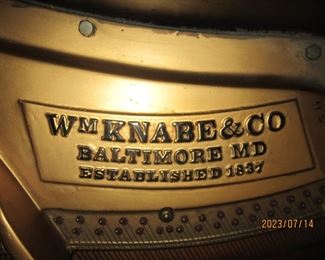 WM KNABE & CO
BALTIMORE MD
ESTABLISHED 1837
2023/07/14